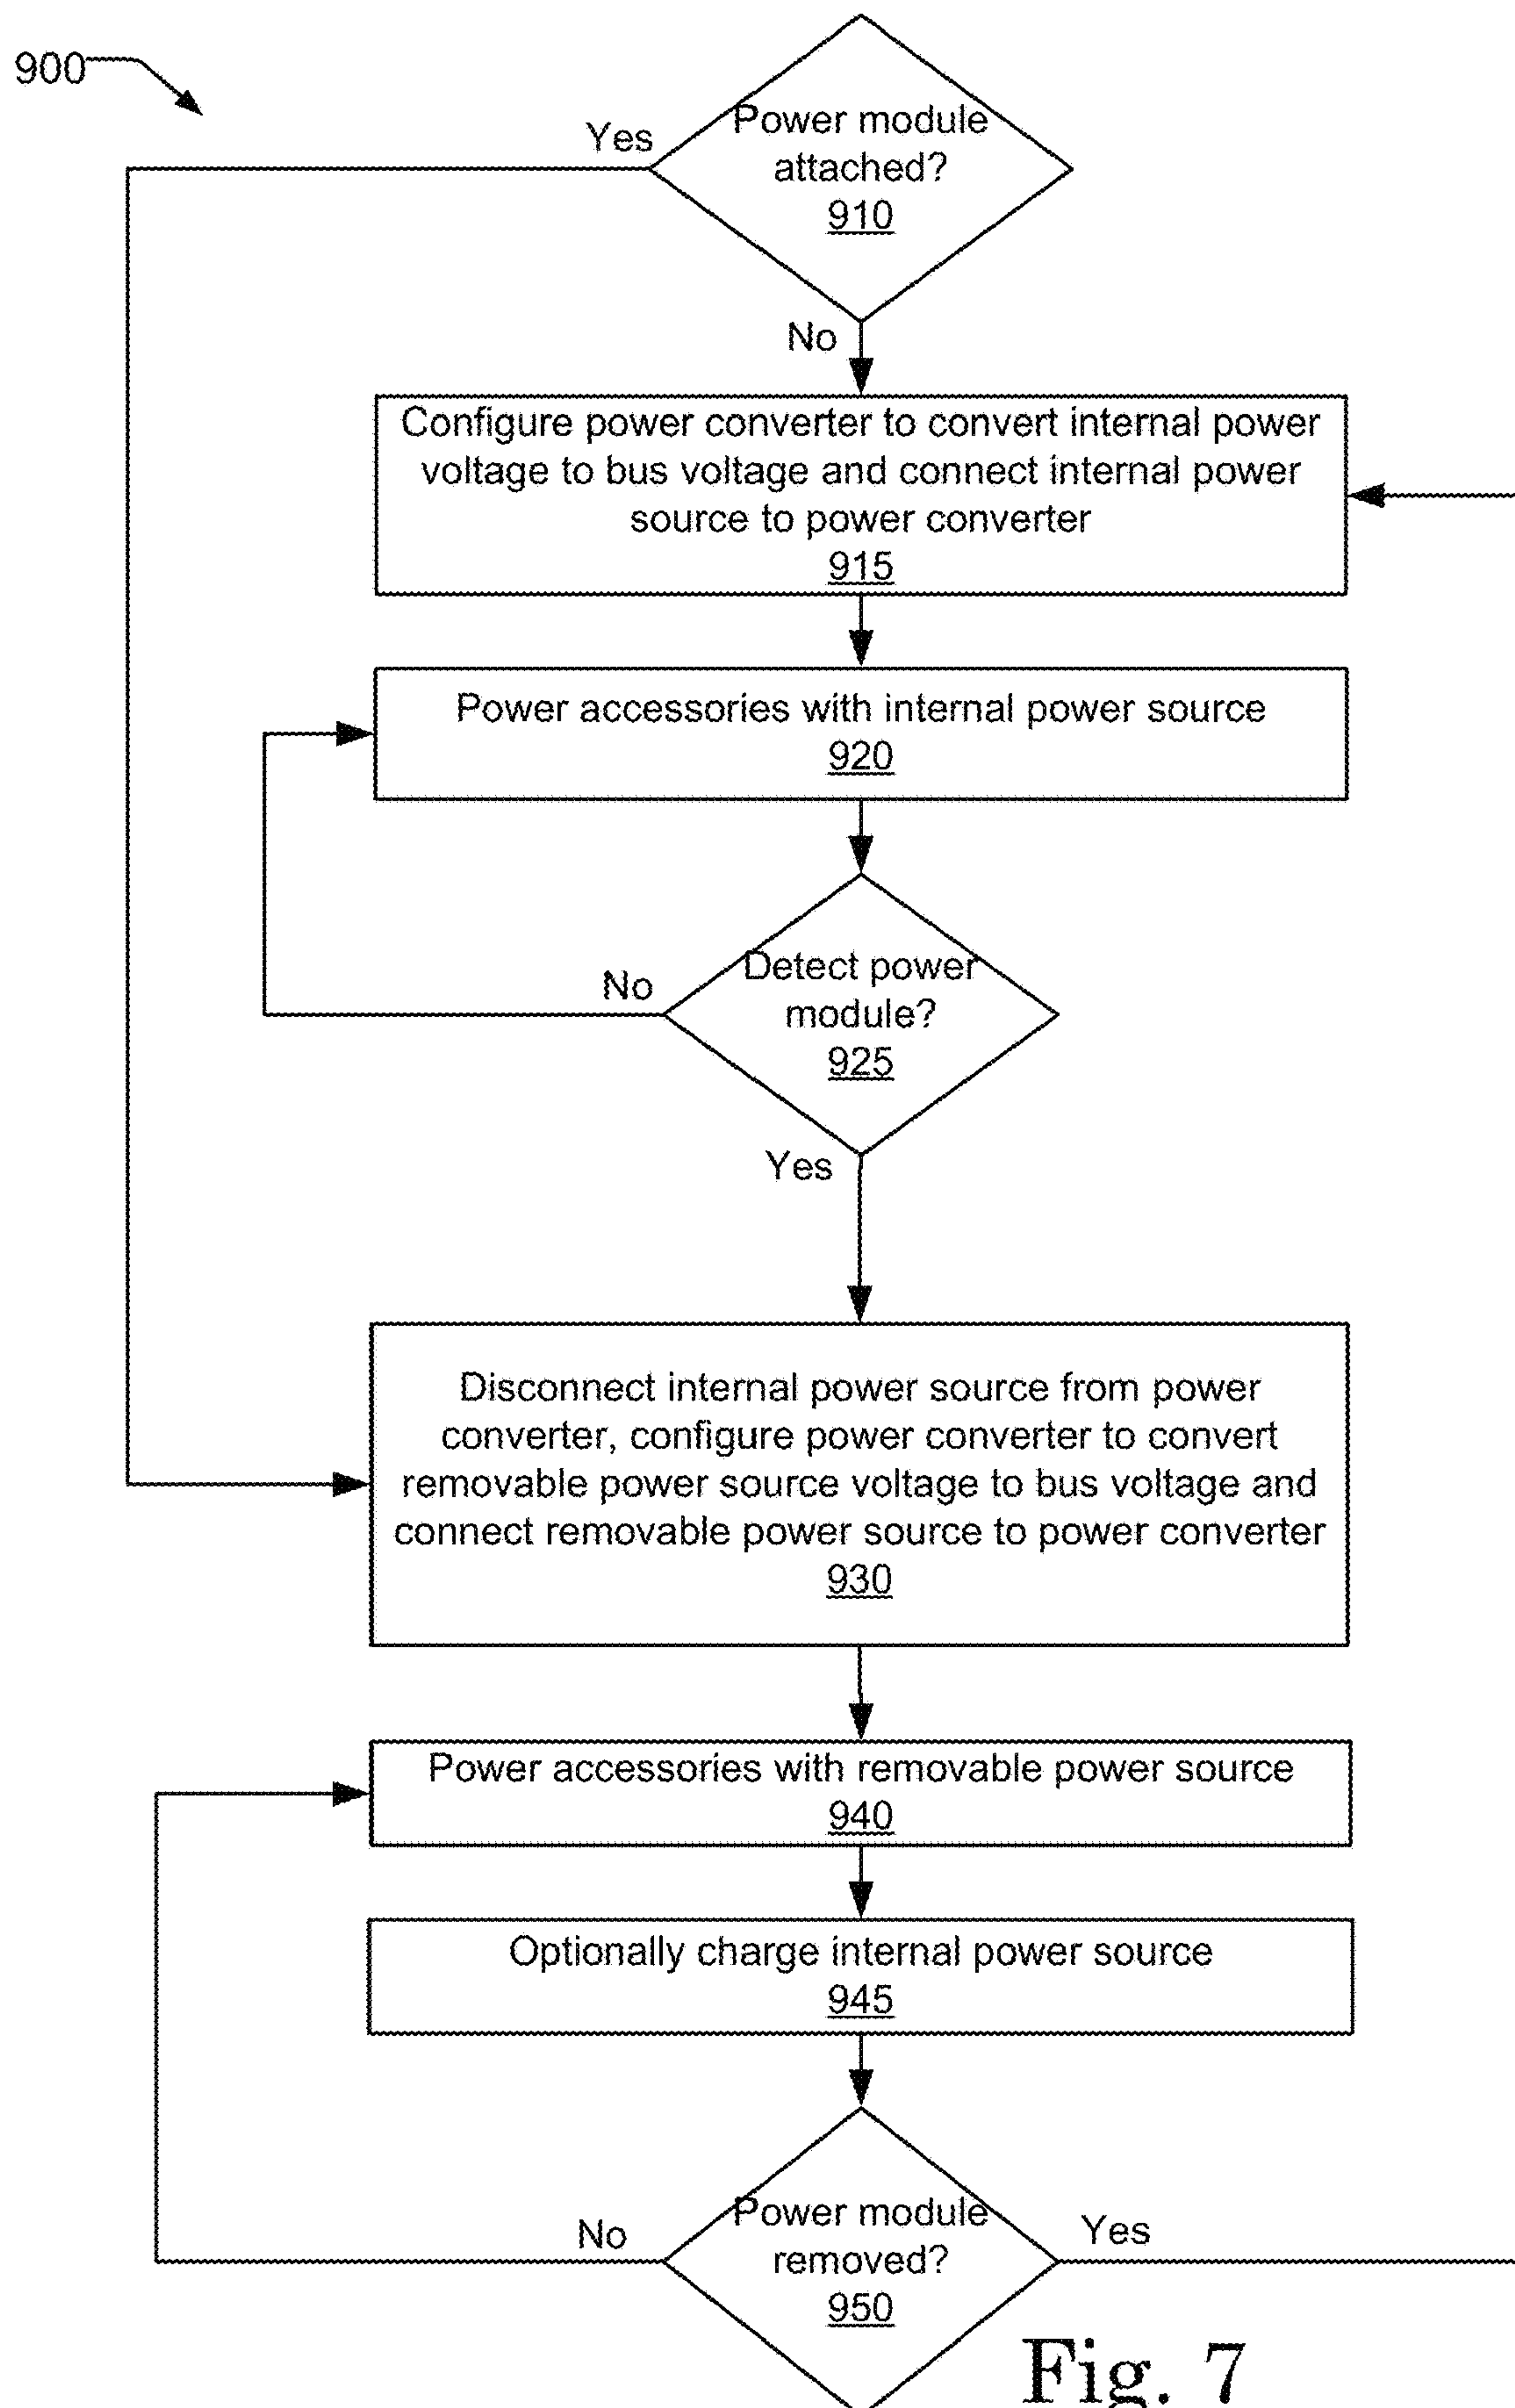 900
Power module
attached?
910
Yes
No
Configure power converter to convert internal power
voltage to bus voltage and connect internal power
source to power converter
915
Power accessories with internal power source
920
Detect power
module?
925
No
Yes
Disconnect internal power source from power
converter, configure power converter to convert
removable power source voltage to bus voltage and
connect removable power source to power converter
930
Power accessories with removable power source
940
Optionally charge internal power source
945
Power module
removed?
950
No
Yes
Fig. 7